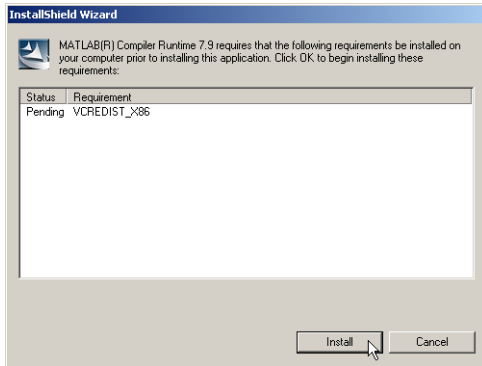 InstallShield Wizard
MATLAB(R) Compiler Runtime 7.9 requires that the following requirements be installed on
your computer prior to installing this application. Click OK to begin installing these
requirements:
Status Requirement
Pending VCREDIST_X86
Install Cancel